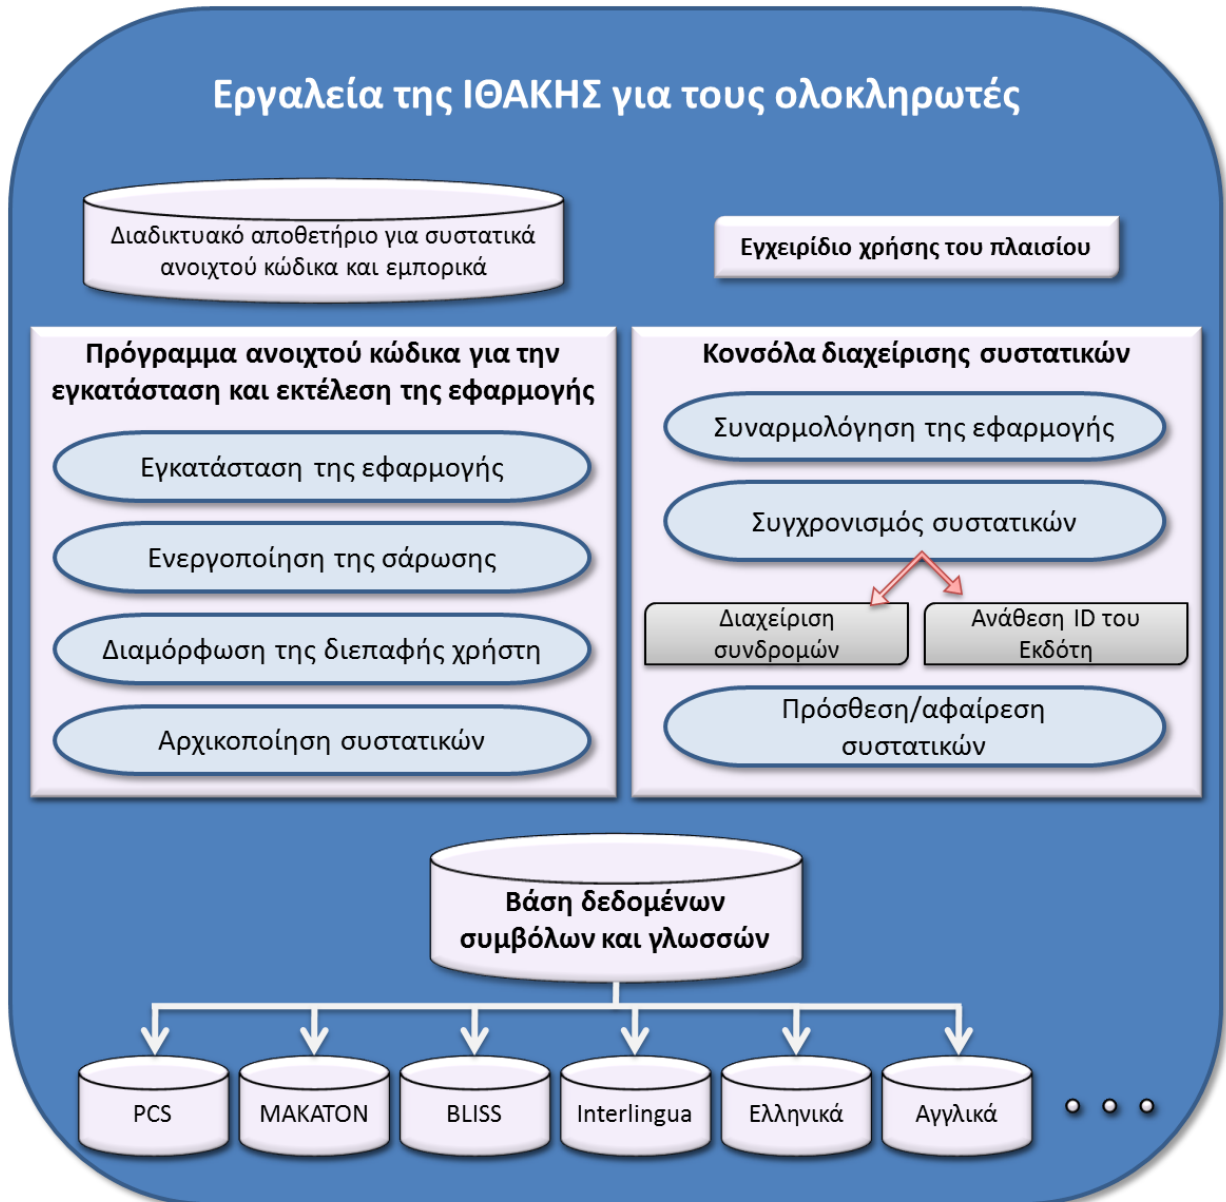 Εργαλεία της ΙΘΑΚΗΣ για τους ολοκληρωτές
Διαδικτυακό αποθετήριο για συστατικά
ανοιχτού κώδικα και εμπορικά
Εγχειρίδιο χρήσης του πλαισίου
Πρόγραμμα ανοιχτού κώδικα για την
εγκατάσταση και εκτέλεση της εφαρμογής
Εγκατάσταση της εφαρμογής
Ενεργοποίηση της σάρωσης
Διαμόρφωση της διεπαφής χρήστη
Αρχικοποίηση συστατικών
Κονσόλα διαχείρισης συστατικών
Συναρμολόγηση της εφαρμογής
Συγχρονισμός συστατικών
Διαχείριση
συνδρομών
Ανάθεση ID του
Εκδότη
Πρόσθεση/αφαίρεση
συστατικών
Βάση δεδομένων
συμβόλων και γλωσσών
PCS
MAKATON
BLISS
Interlingua
Ελληνικά
Αγγλικά